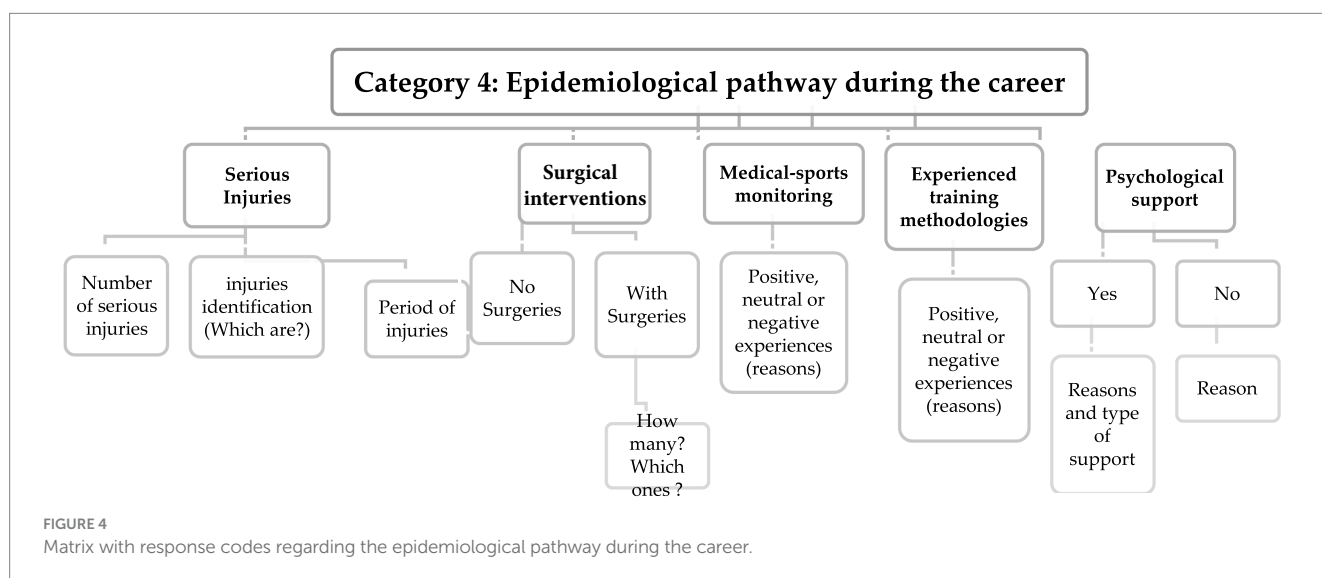 Category 4: Epidemiological pathway during the career
Serious
Injuries
Surgical
interventions
Medical-sports
monitoring
Experienced
training
methodologies
Psychological
support
Number
of serious
injuries
injuries
identification
(Which are?)
Period of
injuries
No
Surgeries
With
Surgeries
How
many?
Which
ones ?
Positive,
neutral or
negative
experiences
(reasons)
Positive,
neutral or
negative
experiences
(reasons)
Yes
No
Reasons
and type
of
support
Reason
FIGURE 4
Matrix with response codes regarding the epidemiological pathway during the career.